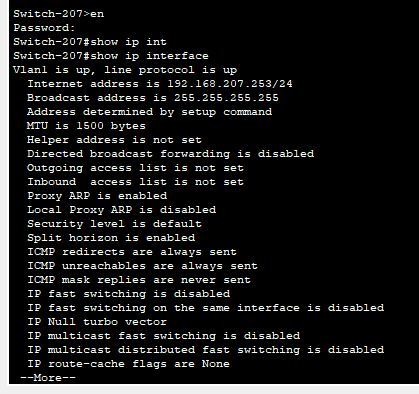 Switch-207>en
Password:
Switch-207#show ip int
Switch-207#show ip interface
Vlan1 is up, line protocol is up
  Internet address is 192.168.207.253/24
  Broadcast address is 255.255.255.255
  Address determined by setup command
  MTU is 1500 bytes
  Helper address is not set
  Directed broadcast forwarding is disabled
  Outgoing access list is not set
  Inbound  access list is not set
  Proxy ARP is enabled
  Local Proxy ARP is disabled
  Security level is default
  Split horizon is enabled
  ICMP redirects are always sent
  ICMP unreachables are always sent
  ICMP mask replies are never sent
  IP fast switching is disabled
  IP fast switching on the same interface is disabled
  IP Null turbo vector
  IP multicast fast switching is disabled
  IP multicast distributed fast switching is disabled
  IP route-cache flags are None
 --More--